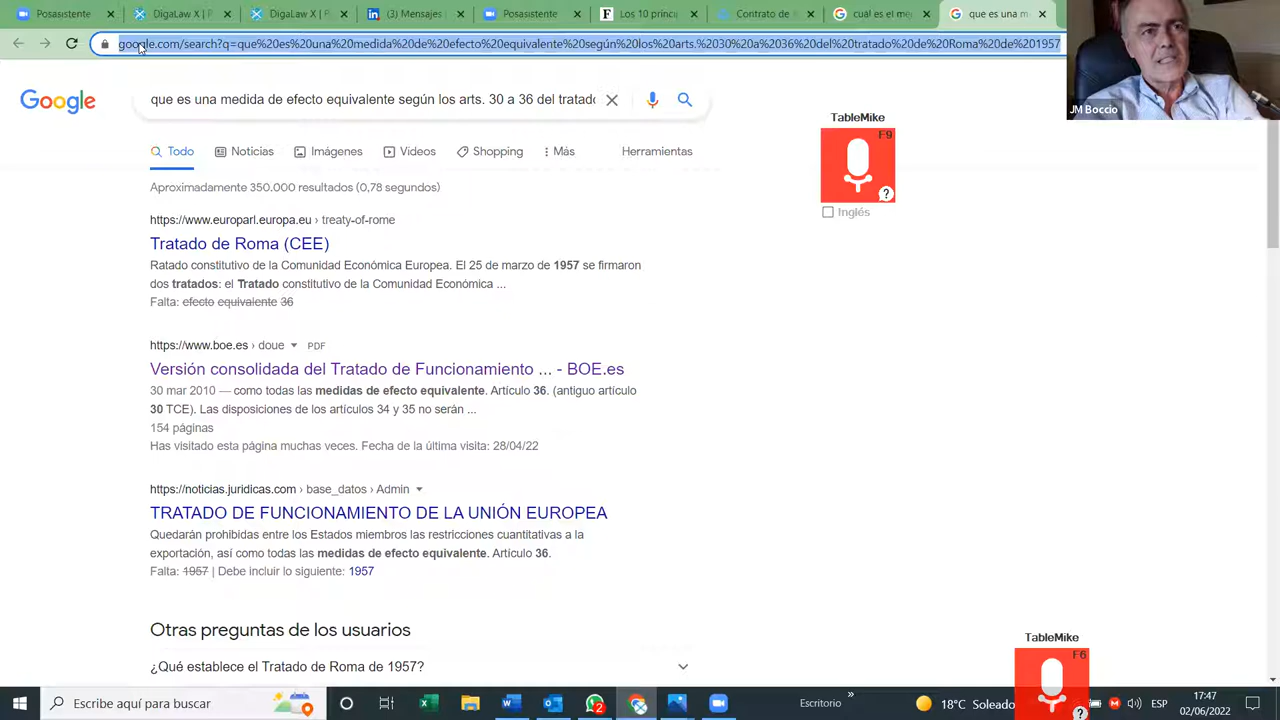 Posasistente
DigaLaw X
DigaLaw X
(3) Mensajes
Posasistente
Los 10 princi
Contrato de
cuál es el me
que es una m
google.com/search?q=que%20es%20una%20medida%20de%20efecto%20equivalente%20según%20los%20arts.%2030%20a%2036%20del%20tratado%20de%20Roma%20de%201957
JM Boccio
Google
que es una medida de efecto equivalente según los arts. 30 a 36 del tratado
TableMike
F9
Inglés
Todo
Noticias
Imágenes
Videos
Shopping
Más
Herramientas
Aproximadamente 350.000 resultados (0,78 segundos)
https://www.europarl.europa.eu › treaty-of-rome
Tratado de Roma (CEE)
Ratado constitutivo de la Comunidad Económica Europea. El 25 de marzo de 1957 se firmaron
dos tratados: el Tratado constitutivo de la Comunidad Económica ...
Falta: efecto equivalente 36
https://www.boe.es › doue PDF
Versión consolidada del Tratado de Funcionamiento ... - BOE.es
30 mar 2010 — como todas las medidas de efecto equivalente. Artículo 36. (antiguo artículo
30 TCE). Las disposiciones de los artículos 34 y 35 no serán ...
154 páginas
Has visitado esta página muchas veces. Fecha de la última visita: 28/04/22
https://noticias.juridicas.com › base_datos › Admin
TRATADO DE FUNCIONAMIENTO DE LA UNIÓN EUROPEA
Quedarán prohibidas entre los Estados miembros las restricciones cuantitativas a la
exportación, así como todas las medidas de efecto equivalente. Artículo 36.
Falta: 1957 | Debe incluir lo siguiente: 1957
Otras preguntas de los usuarios
¿Qué establece el Tratado de Roma de 1957?
TableMike
F6
Escribe aquí para buscar
2
Escritorio
18°C Soleado
ESP
17:47
02/06/2022